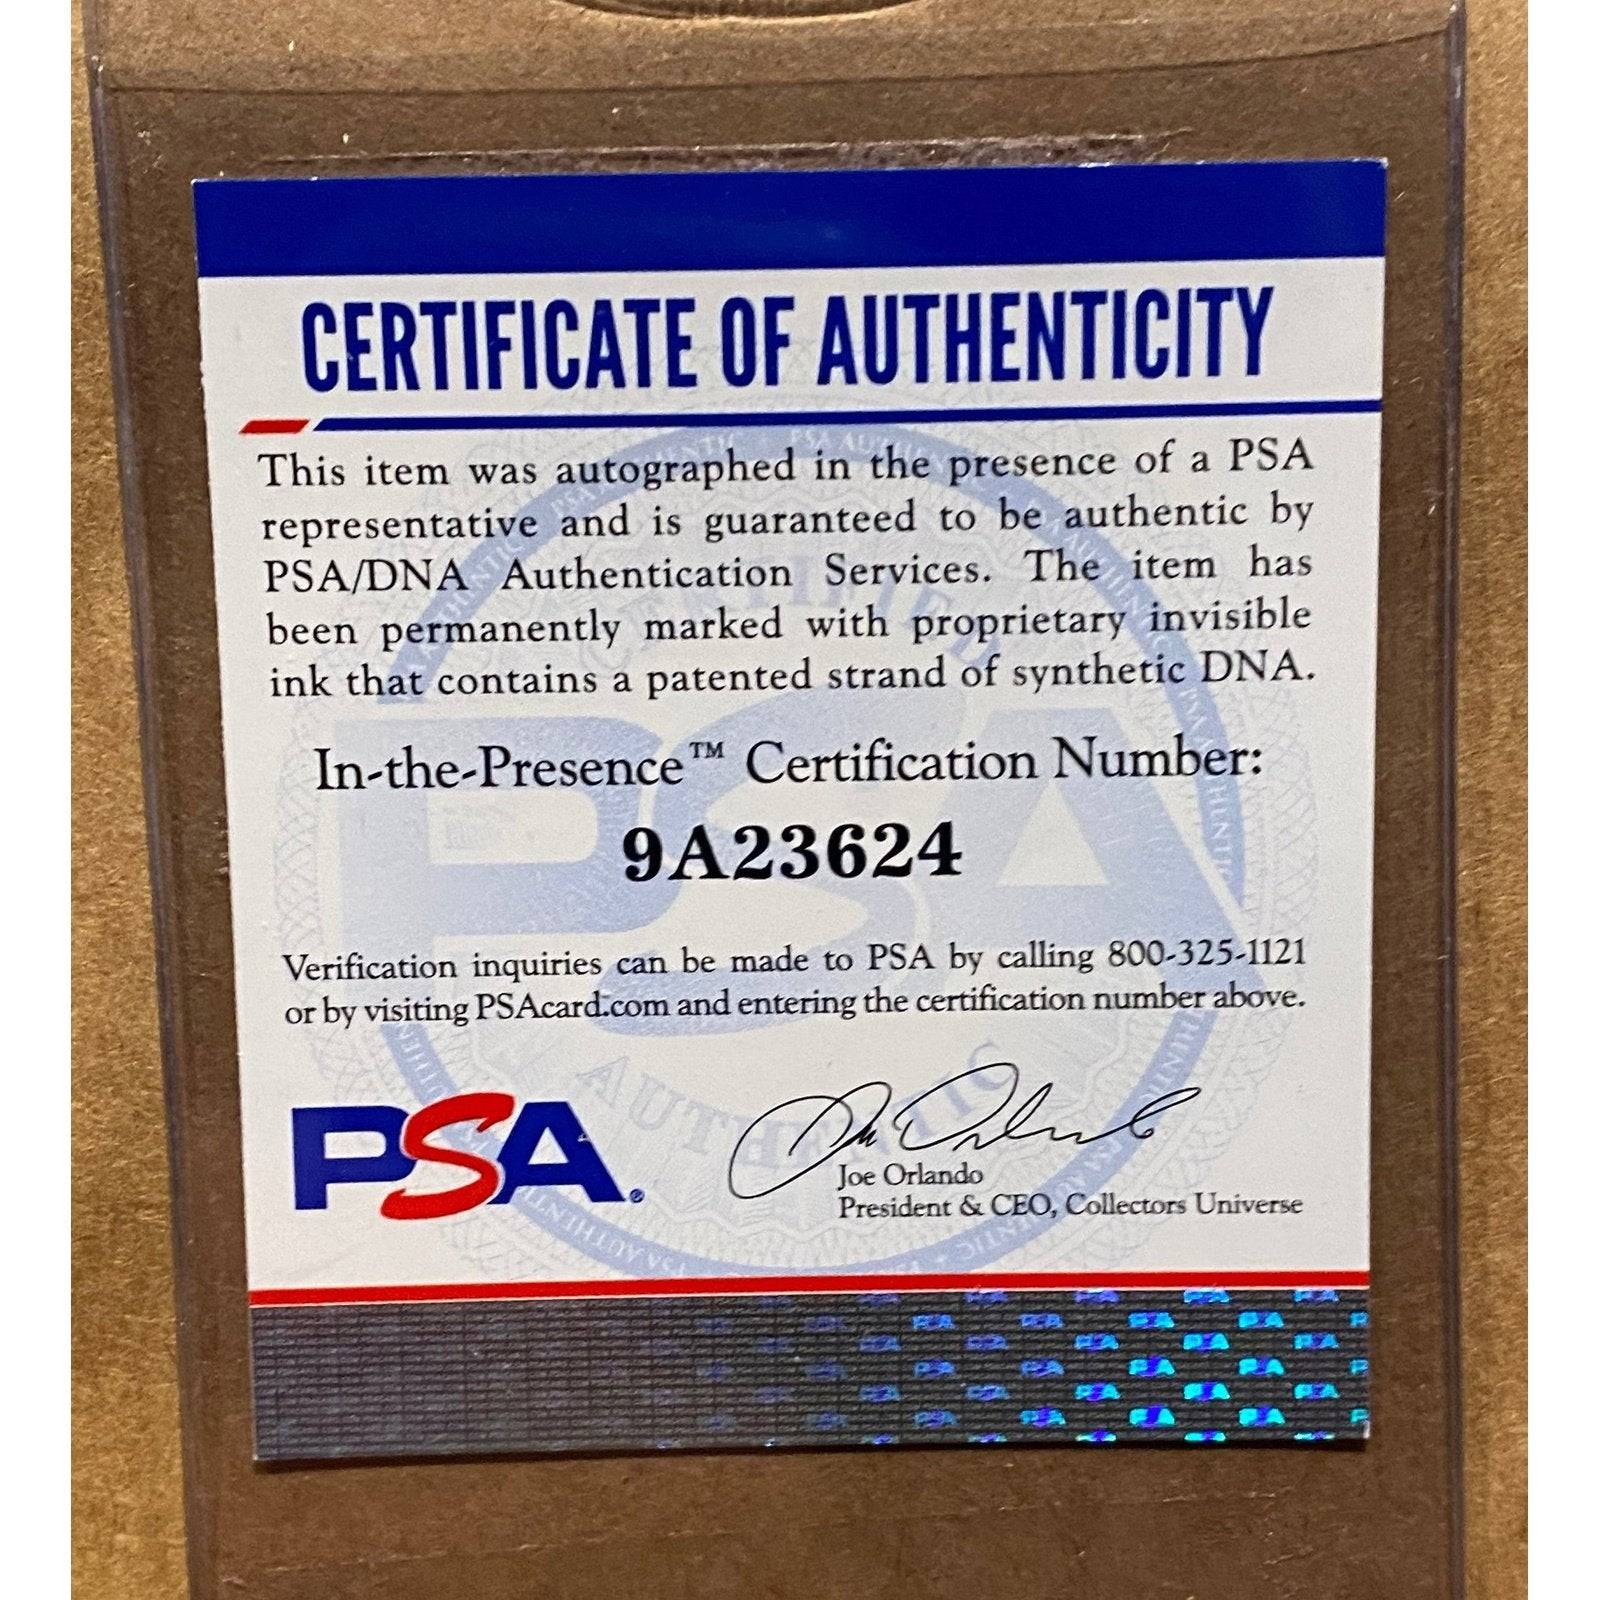 CERTIFICATE OF AUTHENTICITY
This item was autographed in the presence of a PSA
representative and is guaranteed to be authentic by
PSA/DNA Authentication Services. The item has
been permanently marked with proprietary invisible
ink that contains a patented strand of synthetic DNA.
In-the-Presence™ Certification Number:
9A23624
Verification inquiries can be made to PSA by calling 800-325-1121
or by visiting PSAcard.com and entering the certification number above.
PSA®
Joe Orlando
President & CEO, Collectors Universe